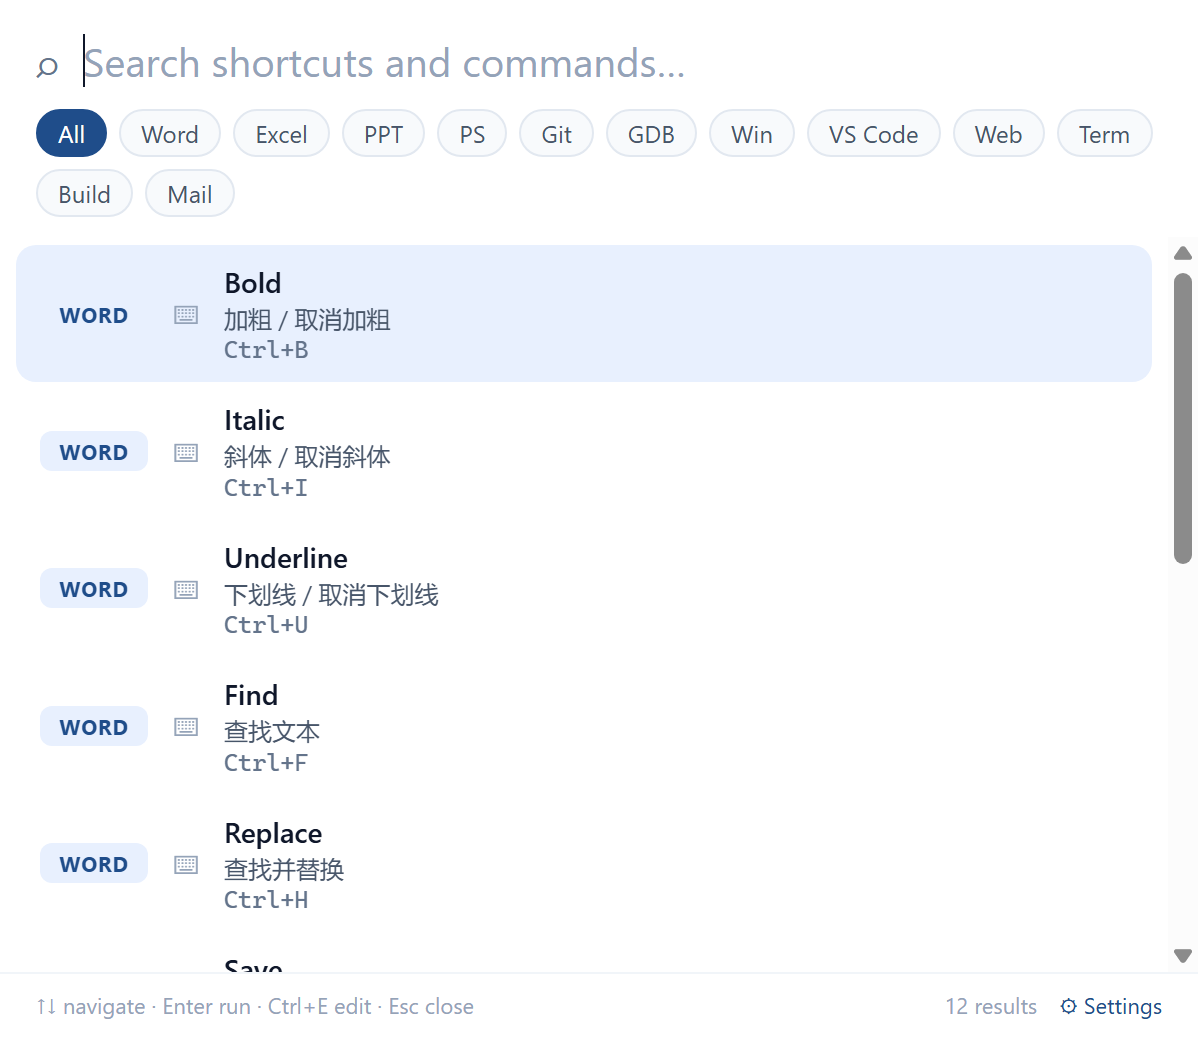 Search shortcuts and commands...
All Word Excel PPT PS Git GDB Win VS Code Web Term
Build Mail
Bold
WORD
加粗 / 取消加粗
Ctrl+B
Italic
WORD
斜体 / 取消斜体
Ctrl+I
Underline
WORD
下划线 / 取消下划线
Ctrl+U
Find
WORD
查找文本
Ctrl+F
Replace
WORD
查找并替换
Ctrl+H
Save
↑↓ navigate · Enter run · Ctrl+E edit · Esc close
12 results Settings